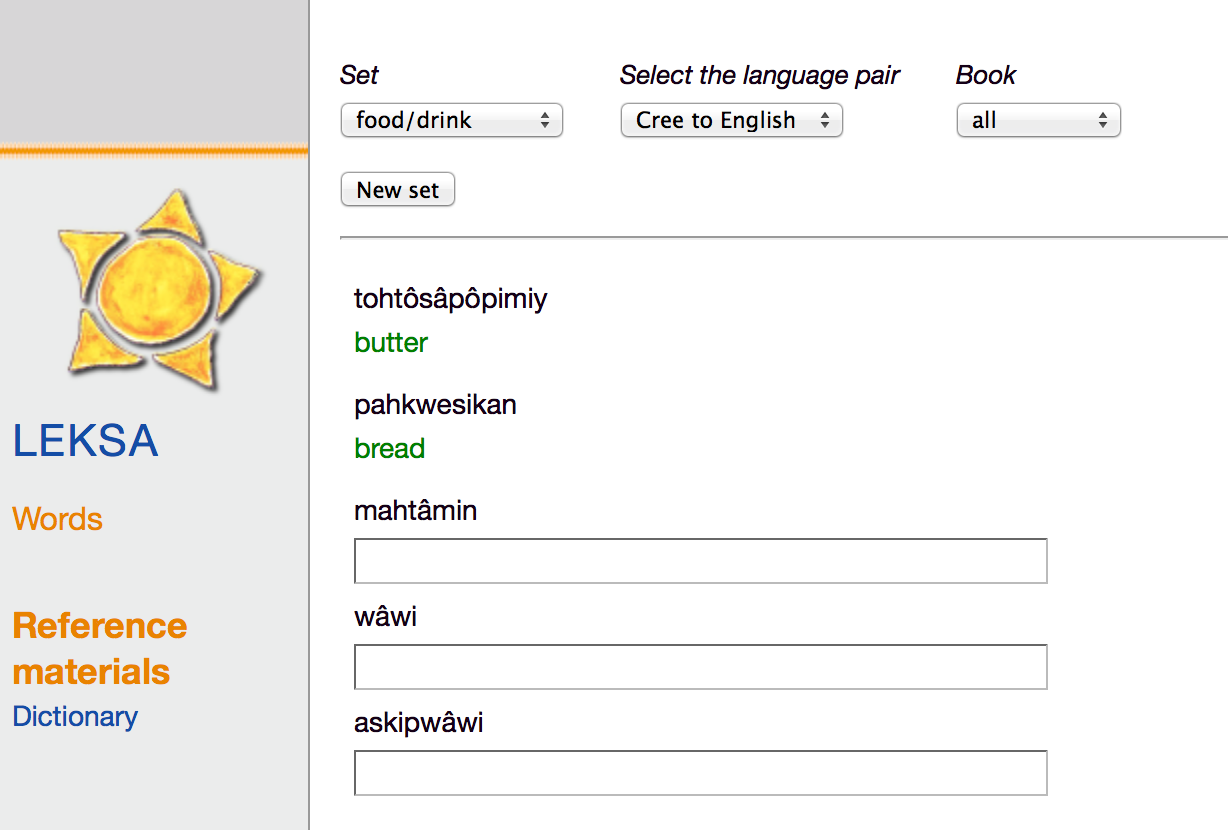 Set
Select the language pair
Book
food/drink
Cree to English
all
New set
LEKSA
Words
Reference
materials
Dictionary
tohtôsâpôpimiy
butter
pahkwesikan
bread
mahtâmin
wâwi
askipwâwi